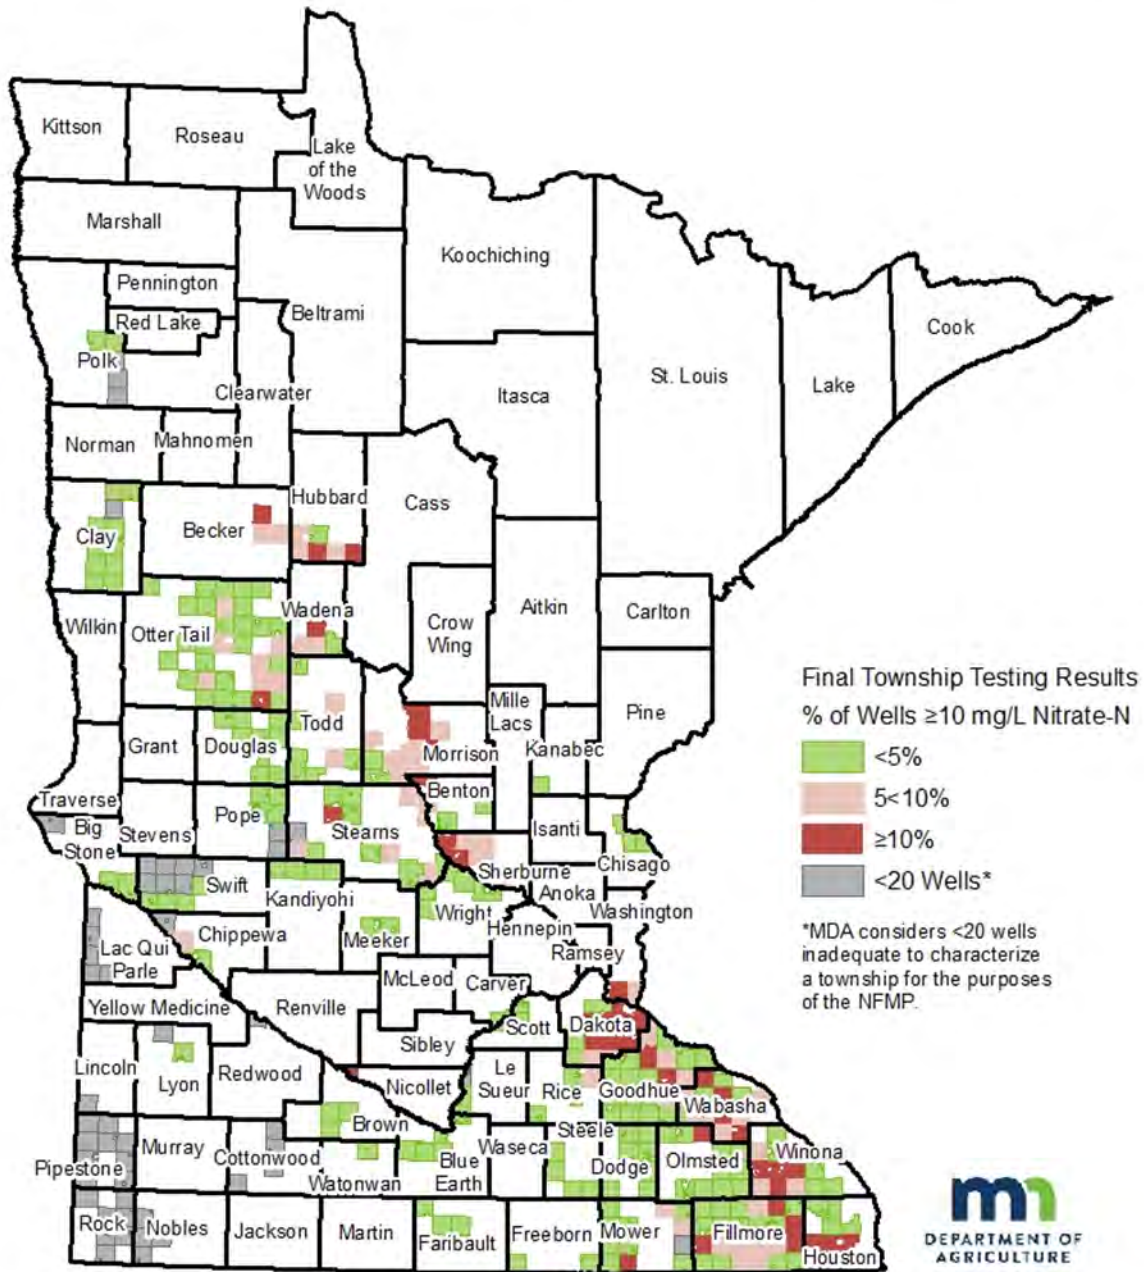 Kittson
Roseau
Lake
of the
Woods
Marshall
Koochiching
Pennington
Beltrami
Red Lake
Cook
Polk
St. Louis
Lake
Clearwater
Itasca
Norman
Mahnomen
Hubbard
Cass
Becker
Clay
Wadena
Aitkin
Carlton
Wilkin
Otter Tail
Crow
Wing
Mille
Lacs
Pine
Todd
Grant
Douglas
Morrison
Kanabec
Benton
Traverse
Pope
Big
Stone
Stevens
Stearns
Isanti
Sherburne
Chisago
Swift
Kandiyohi
Anoka
Wright
Washington
Hennepin
Chippewa
Meeker
Lac Qui
Parle
Ramsey
McLeod
Carver
Yellow Medicine
Renville
Scott
Dakota
Sibley
Lincoln
Lyon
Redwood
Nicollet
Le
Sueur
Rice
Goodhue
Wabasha
Brown
Steele
Murray
Cottonwood
Waseca
Winona
Pipestone
Blue
Earth
Dodge
Olmsted
Watonwan
Rock
Nobles
Jackson
Martin
Faribault
Freeborn
Mower
Fillmore
Houston
Final Township Testing Results
% of Wells ≥10 mg/L Nitrate-N
<5%
5<10%
≥10%
<20 Wells*
*MDA considers <20 wells
inadequate to characterize
a township for the purposes
of the NFMP.
mn
DEPARTMENT OF
AGRICULTURE